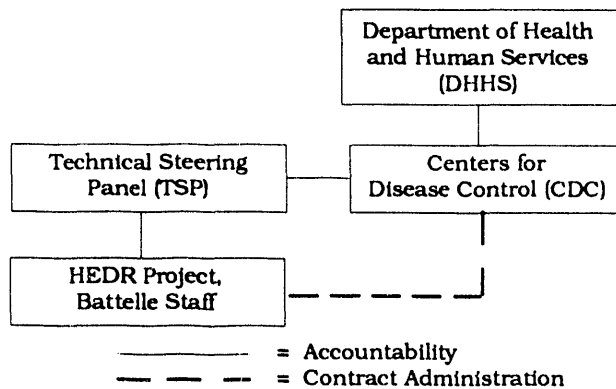 Department of Health
and Human Services
(DHHS)
Technical Steering
Panel (TSP)
Centers for
Disease Control (CDC)
HEDR Project,
Battelle Staff
= Accountability
= Contract Administration